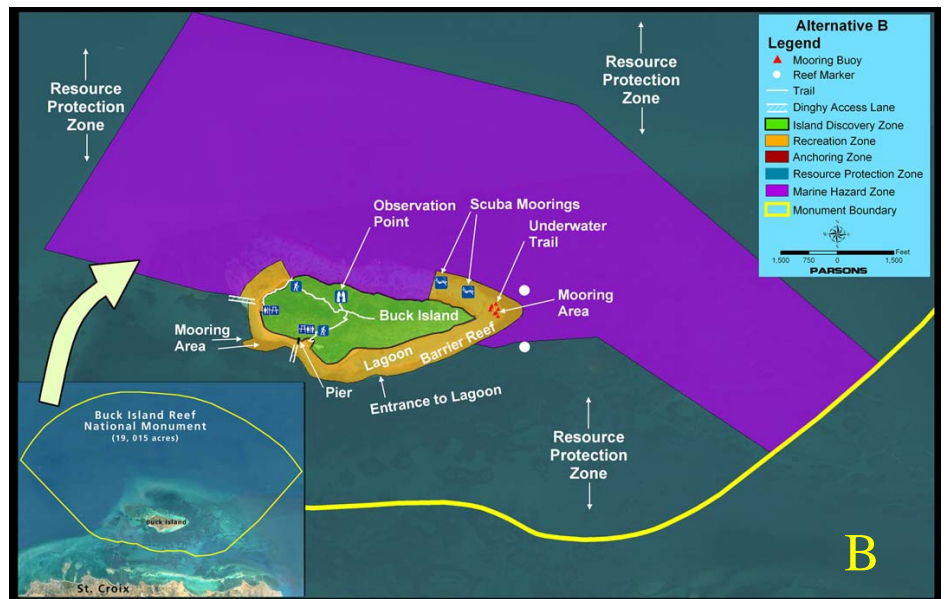 Alternative B
Legend
Mooring Buoy
Reef Marker
Trail
Dinghy Access Lane
Island Discovery Zone
Recreation Zone
Anchoring Zone
Resource Protection Zone
Marine Hazard Zone
Monument Boundary
Feet
1,500 750 0 1,500
PARSONS
Resource
Protection
Zone
Resource
Protection
Zone
Observation
Point
Scuba Moorings
Underwater
Trail
Mooring
Area
Buck Island
Mooring
Area
Lagoon
Barrier Reef
Pier
Entrance to Lagoon
Resource
Protection
Zone
Buck Island Reef
National Monument
(19, 015 acres)
Buck Island
St. Croix
B